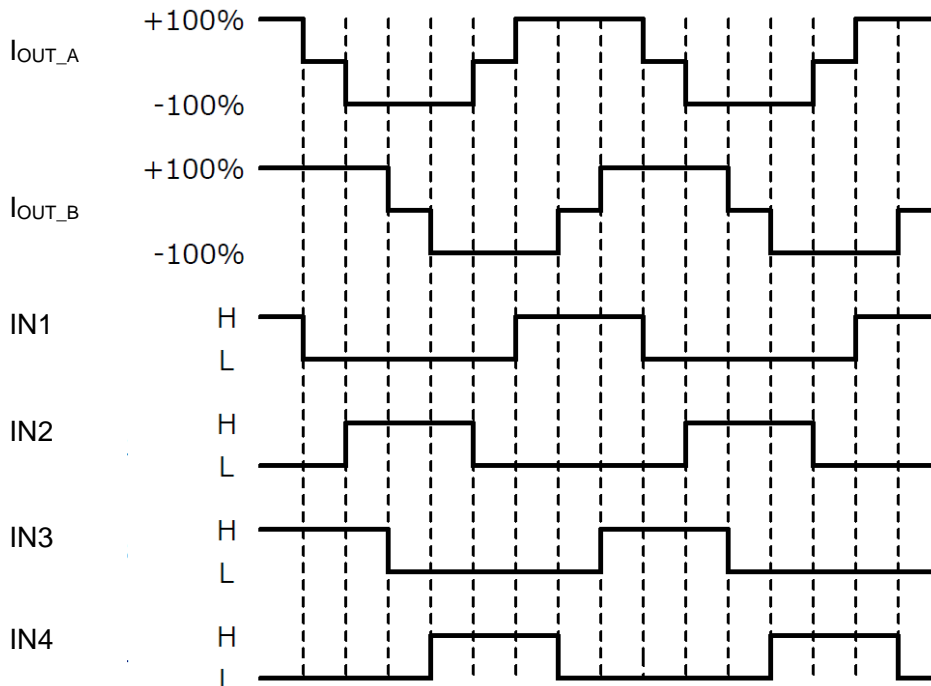 +100%
IOUT_A
-100%
+100%
IOUT_B
-100%
IN1
H
L
IN2
H
L
IN3
H
L
IN4
H
L